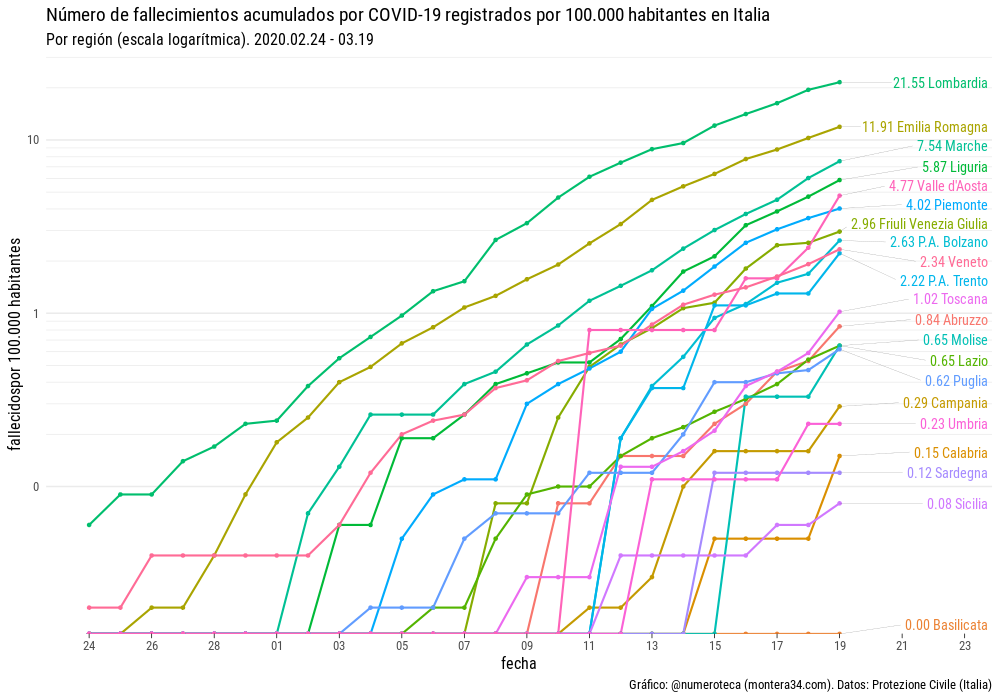 Número de fallecimientos acumulados por COVID-19 registrados por 100.000 habitantes en Italia
Por región (escala logarítmica). 2020.02.24 - 03.19
fallecidospor 100.000 habitantes
10
1
0
21.55 Lombardia
11.91 Emilia Romagna
7.54 Marche
5.87 Liguria
4.77 Valle d'Aosta
4.02 Piemonte
2.96 Friuli Venezia Giulia
2.63 P.A. Bolzano
2.34 Veneto
2.22 P.A. Trento
1.02 Toscana
0.84 Abruzzo
0.65 Molise
0.65 Lazio
0.62 Puglia
0.29 Campania
0.23 Umbria
0.15 Calabria
0.12 Sardegna
0.08 Sicilia
0.00 Basilicata
24 26 28 01 03 05 07 09 11 13 15 17 19 21 23
fecha
Gráfico: @numeroteca (montera34.com). Datos: Protezione Civile (Italia)